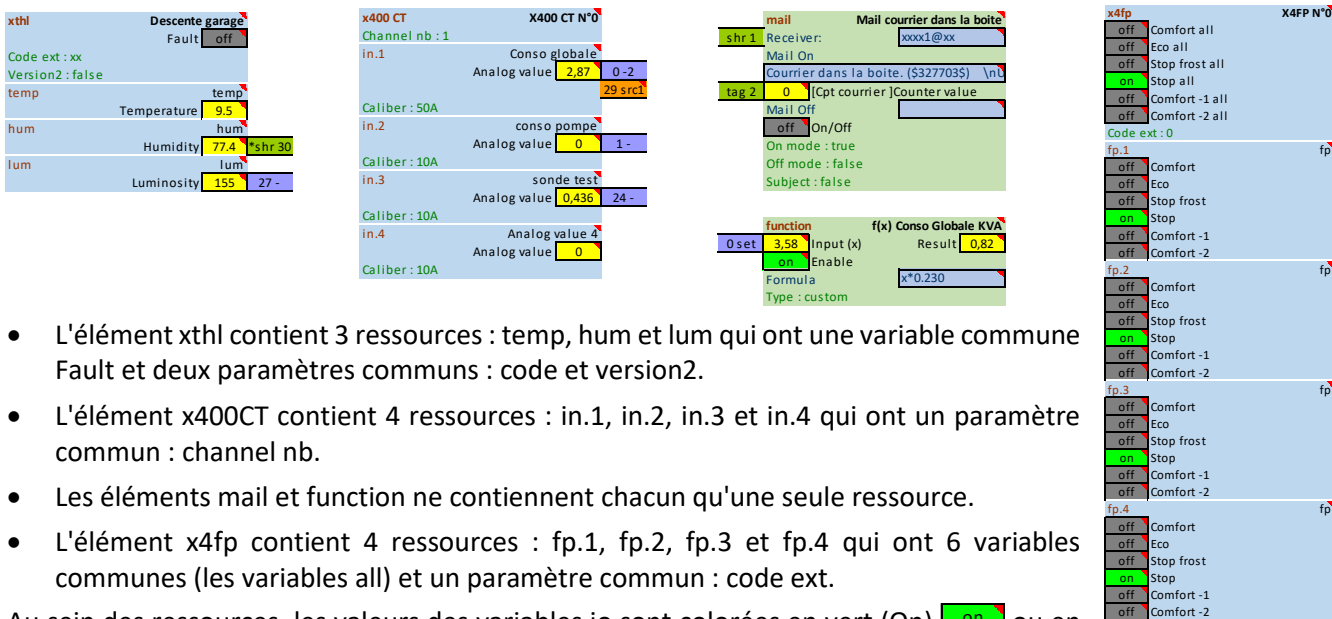 xthl Descente garage
Fault off
Code ext : xx
Version2 : false
temp temp
Temperature 9.5
hum hum
Humidity 77.4 *shr 30
lum lum
Luminosity 155 27 -
x400 CT X400 CT N°0
Channel nb : 1
in.1 Conso globale
Analog value 2,87 0 -2
29 src1
Caliber : 50A
in.2 conso pompe
Analog value 0 1 -
Caliber : 10A
in.3 sonde test
Analog value 0,436 24 -
Caliber : 10A
in.4 Analog value 4
Analog value 0
Caliber : 10A
mail Mail courrier dans la boite
shr 1 Receiver: xxxx1@xx
Mail On
Courrier dans la boite. ($327703$) \nU
tag 2 0 [Cpt courrier ]Counter value
Mail Off
off On/Off
On mode : true
Off mode : false
Subject : false
function f(x) Conso Globale KVA
0 set 3,58 Input (x) Result 0,82
on Enable
Formula x*0.230
Type : custom
x4fp X4FP N°0
off Comfort all
off Eco all
off Stop frost all
on Stop all
off Comfort -1 all
off Comfort -2 all
Code ext : 0
fp.1 fp
off Comfort
off Eco
off Stop frost
on Stop
off Comfort -1
off Comfort -2
fp.2 fp
off Comfort
off Eco
off Stop frost
on Stop
off Comfort -1
off Comfort -2
fp.3 fp
off Comfort
off Eco
off Stop frost
on Stop
off Comfort -1
off Comfort -2
fp.4 fp
off Comfort
off Eco
off Stop frost
on Stop
off Comfort -1
off Comfort -2
• L'élément xthl contient 3 ressources : temp, hum et lum qui ont une variable commune
Fault et deux paramètres communs : code et version2.
• L'élément x400CT contient 4 ressources : in.1, in.2, in.3 et in.4 qui ont un paramètre
commun : channel nb.
• Les éléments mail et function ne contiennent chacun qu'une seule ressource.
• L'élément x4fp contient 4 ressources : fp.1, fp.2, fp.3 et fp.4 qui ont 6 variables
communes (les variables all) et un paramètre commun : code ext.
Au sein des ressources, les valeurs des variables io sont colorées en vert (On) on ou en